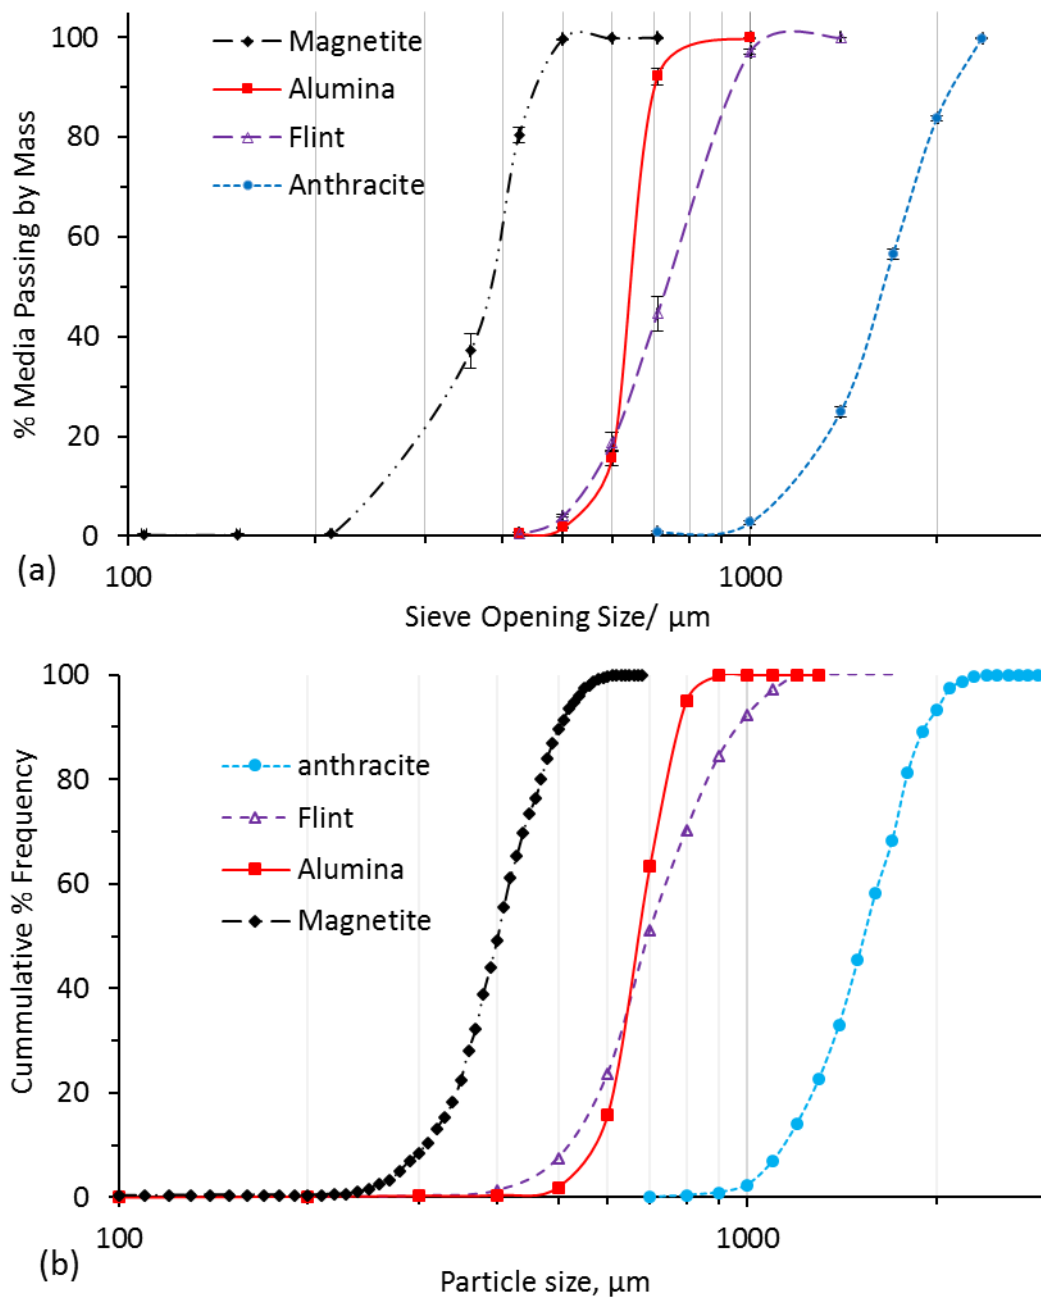 100
80
60
40
20
0
% Media Passing by Mass
Magnetite
Alumina
Flint
Anthracite
(a)
100
1000
Sieve Opening Size/ µm
100
80
60
40
20
0
Cummulative % Frequency
anthracite
Flint
Alumina
Magnetite
100
1000
(b)
Particle size, µm